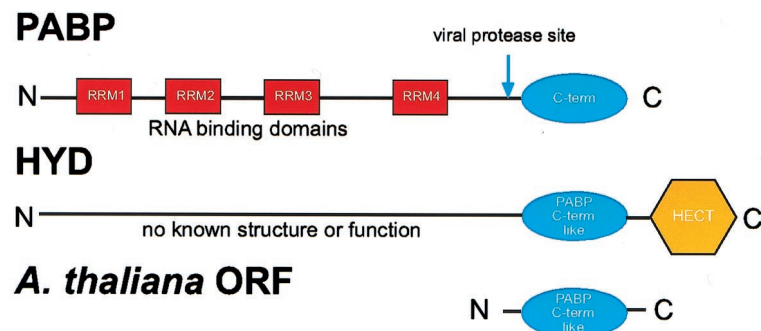 PABP
viral protease site
N RRM1 RRM2 RRM3 RRM4 C-term C
RNA binding domains
HYD
N PABP C-term like HECT C
no known structure or function
A. thaliana ORF
N PABP C-term like C